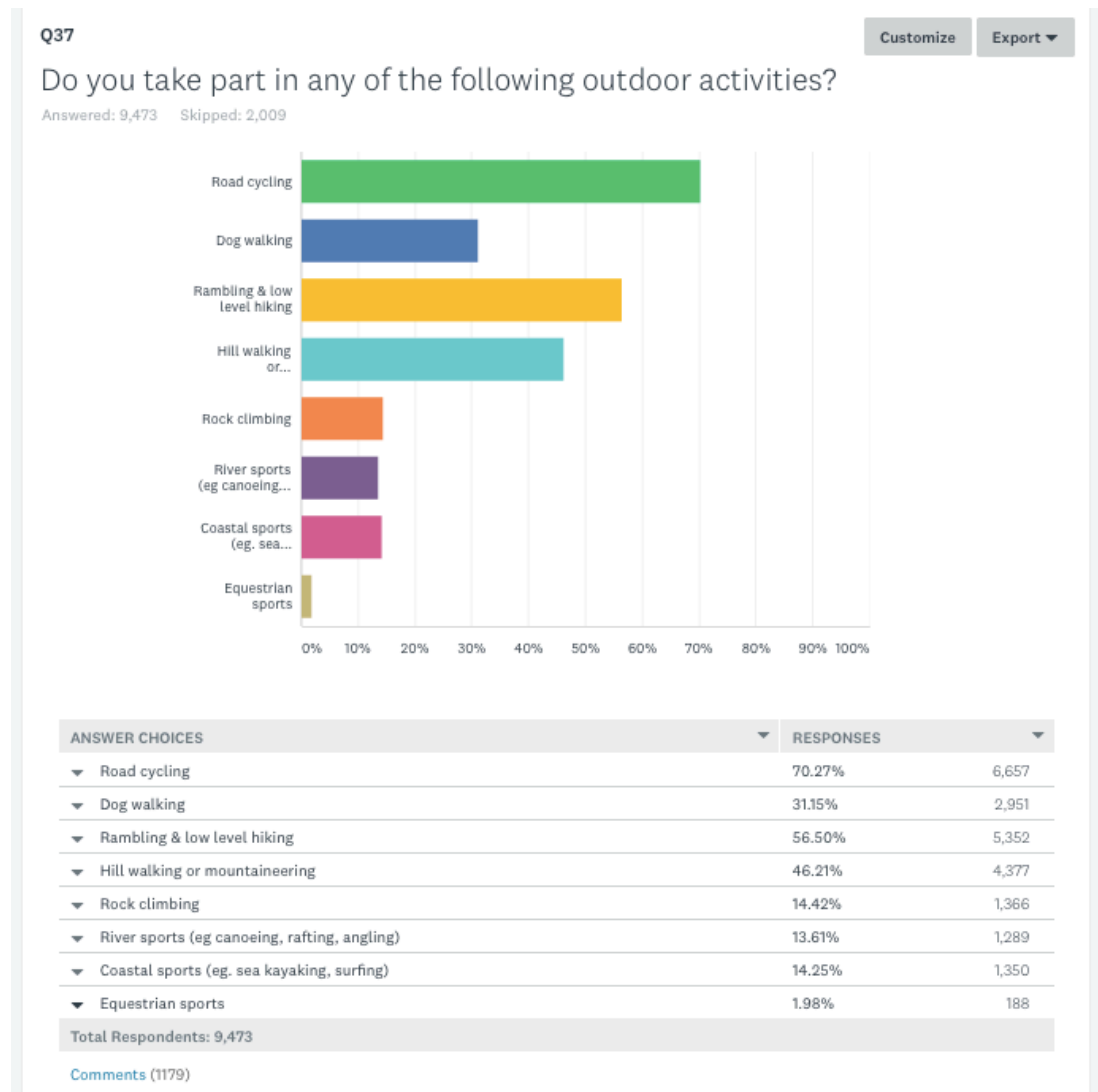 Q37
Customize
Export
Do you take part in any of the following outdoor activities?
Answered: 9,473 Skipped: 2,009
Road cycling
Dog walking
Rambling & low
level hiking
Hill walking
or...
Rock climbing
River sports
(eg canoeing...
Coastal sports
(eg. sea...
Equestrian
sports
0% 10% 20% 30% 40% 50% 60% 70% 80% 90% 100%
ANSWER CHOICES RESPONSES
Road cycling 70.27% 6,657
Dog walking 31.15% 2,951
Rambling & low level hiking 56.50% 5,352
Hill walking or mountaineering 46.21% 4,377
Rock climbing 14.42% 1,366
River sports (eg canoeing, rafting, angling) 13.61% 1,289
Coastal sports (eg. sea kayaking, surfing) 14.25% 1,350
Equestrian sports 1.98% 188
Total Respondents: 9,473
Comments (1179)